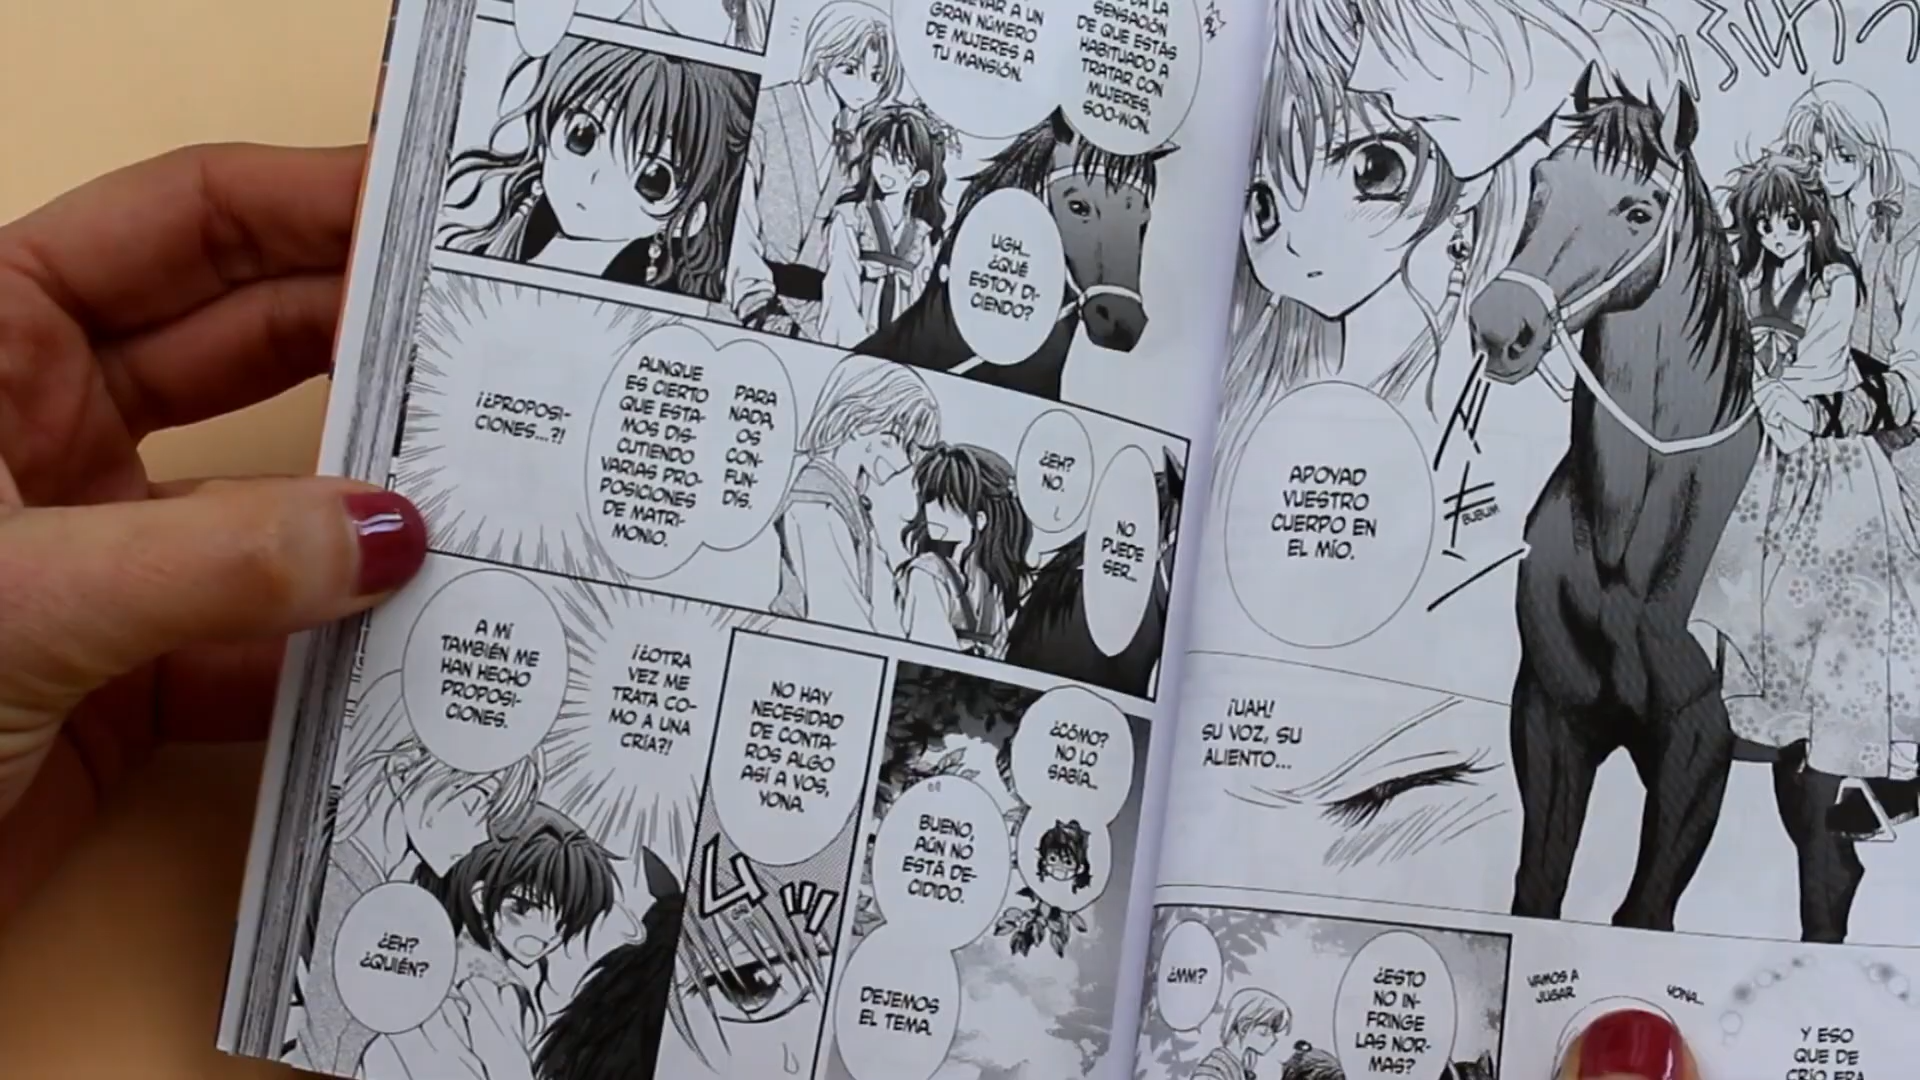 APOYAD
VUESTRO
CUERPO EN
EL MÍO.
BUBUM
¡UAH!
SU VOZ, SU
ALIENTO...
Y ESO
QUE DE
CRÍO ERA
YONA...
VAMOS A
JUGAR
¿ESTO
NO IN-
FRINGE
LAS NOR-
MAS?
¿MM?
DA LA
SENSACIÓN
DE QUE ESTÁS
HABITUADO A
TRATAR CON
MUJERES,
SOO-WON.
A UN
GRAN NÚMERO
DE MUJERES A
TU MANSIÓN.
UGH...
¿QUÉ
ESTOY DI-
CIENDO?
NO
PUEDE
SER...
¿EH?
NO.
PARA
NADA,
OS
CON-
FUN-
DÍS.
AUNQUE
ES CIERTO
QUE ESTA-
MOS DIS-
CUTIENDO
VARIAS PRO-
POSICIONES
DE MATRI-
MONIO.
¡¿PROPOSI-
CIONES...?!
¿CÓMO?
NO LO
SABÍA...
BUENO,
AÚN NO
ESTÁ DE-
CIDIDO.
DEJEMOS
EL TEMA.
NO HAY
NECESIDAD
DE CONTA-
ROS ALGO
ASÍ A VOS,
YONA.
¡¿OTRA
VEZ ME
TRATA CO-
MO A UNA
CRÍA?!
A MÍ
TAMBIÉN ME
HAN HECHO
PROPOSI-
CIONES.
¿EH?
¿QUIÉN?